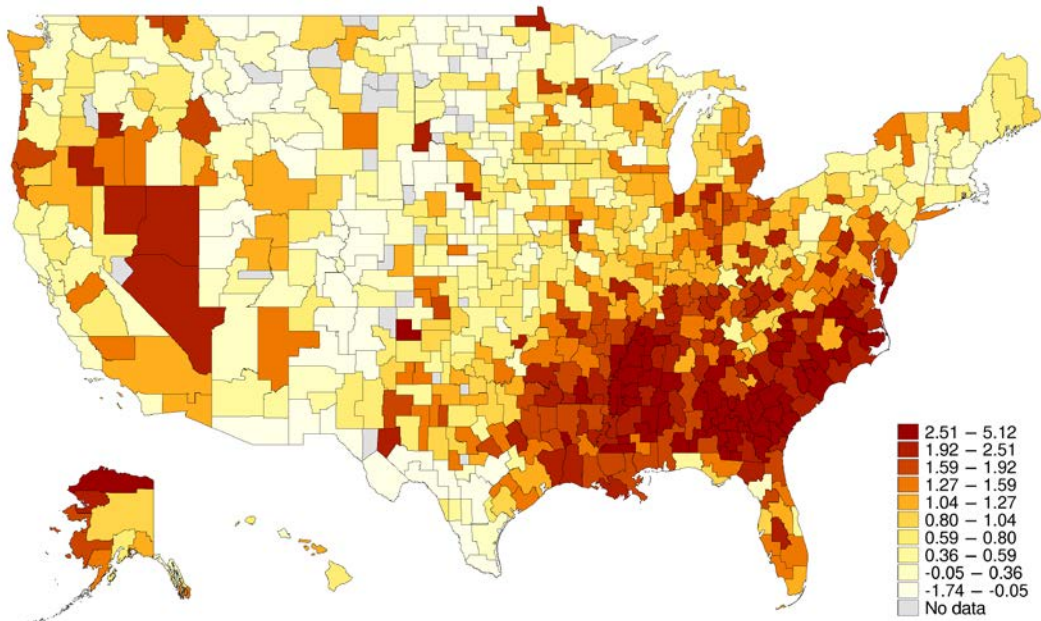 2.51 – 5.12
1.92 – 2.51
1.59 – 1.92
1.27 – 1.59
1.04 – 1.27
0.80 – 1.04
0.59 – 0.80
0.36 – 0.59
-0.05 – 0.36
-1.74 – -0.05
No data